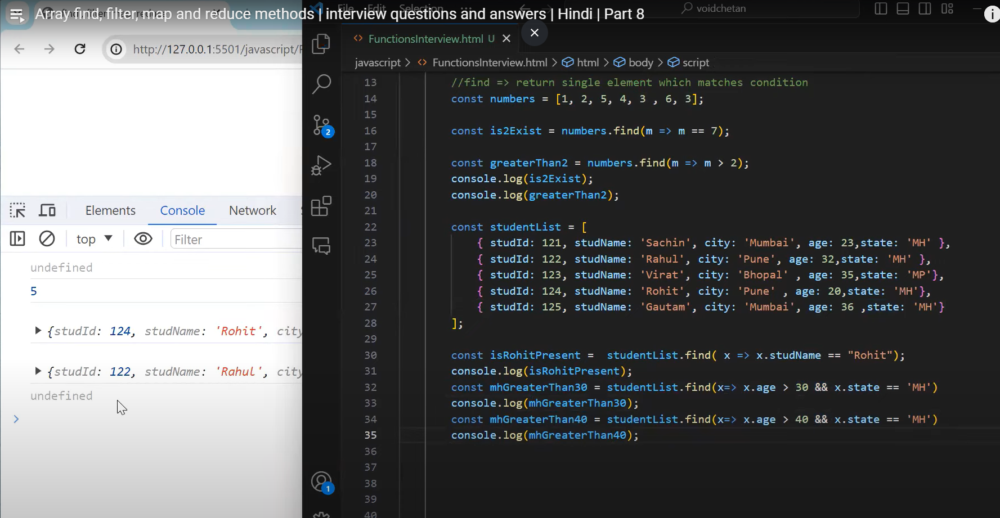 Array find, filter, map and reduce methods | interview questions and answers | Hindi | Part 8
File Edit Selection ... voidchetan
http://127.0.0.1:5501/javascript/F
FunctionsInterview.html U
javascript > FunctionsInterview.html > html > body > script
Elements Console Network
top Filter
undefined
5
{studId: 124, studName: 'Rohit', city
{studId: 122, studName: 'Rahul', city
undefined
>
2
1
13 //find => return single element which matches condition
14 const numbers = [1, 2, 5, 4, 3 , 6, 3];
15
16 const is2Exist = numbers.find(m => m == 7);
17
18 const greaterThan2 = numbers.find(m => m > 2);
19 console.log(is2Exist);
20 console.log(greaterThan2);
21
22 const studentList = [
23 { studId: 121, studName: 'Sachin', city: 'Mumbai', age: 23,state: 'MH' },
24 { studId: 122, studName: 'Rahul', city: 'Pune', age: 32,state: 'MH' },
25 { studId: 123, studName: 'Virat', city: 'Bhopal' , age: 35,state: 'MP'},
26 { studId: 124, studName: 'Rohit', city: 'Pune' , age: 20,state: 'MH'},
27 { studId: 125, studName: 'Gautam', city: 'Mumbai', age: 36 ,state: 'MH'}
28 ];
29
30 const isRohitPresent =  studentList.find( x => x.studName == "Rohit");
31 console.log(isRohitPresent);
32 const mhGreaterThan30 = studentList.find(x=> x.age > 30 && x.state == 'MH')
33 console.log(mhGreaterThan30);
34 const mhGreaterThan40 = studentList.find(x=> x.age > 40 && x.state == 'MH')
35 console.log(mhGreaterThan40);
36
37
38
39
40